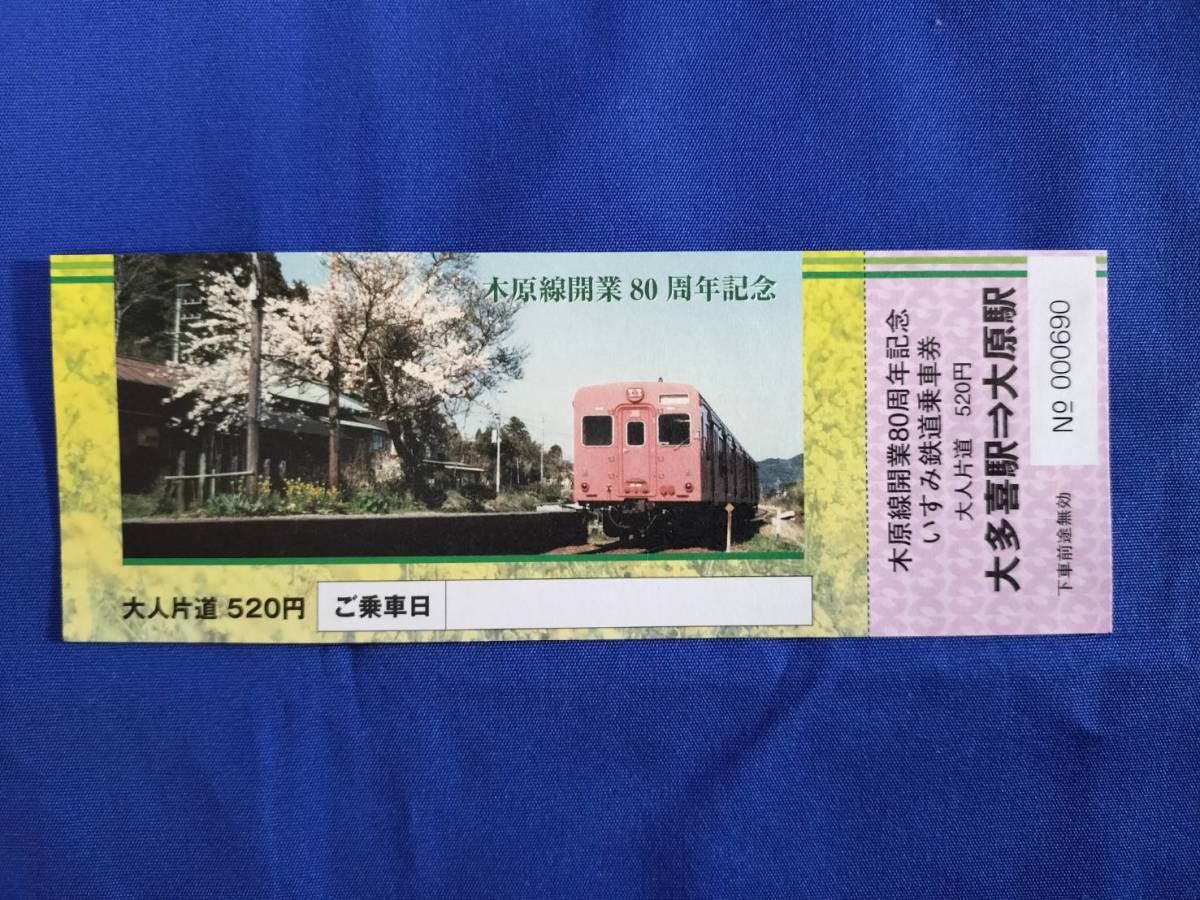 木原線開業80周年記念
大人片道 520円
ご乗車日
木原線開業80周年記念
いすみ鉄道乗車券
大人片道 520円
大多喜駅⇒大原駅
下車前途無効
№ 000690